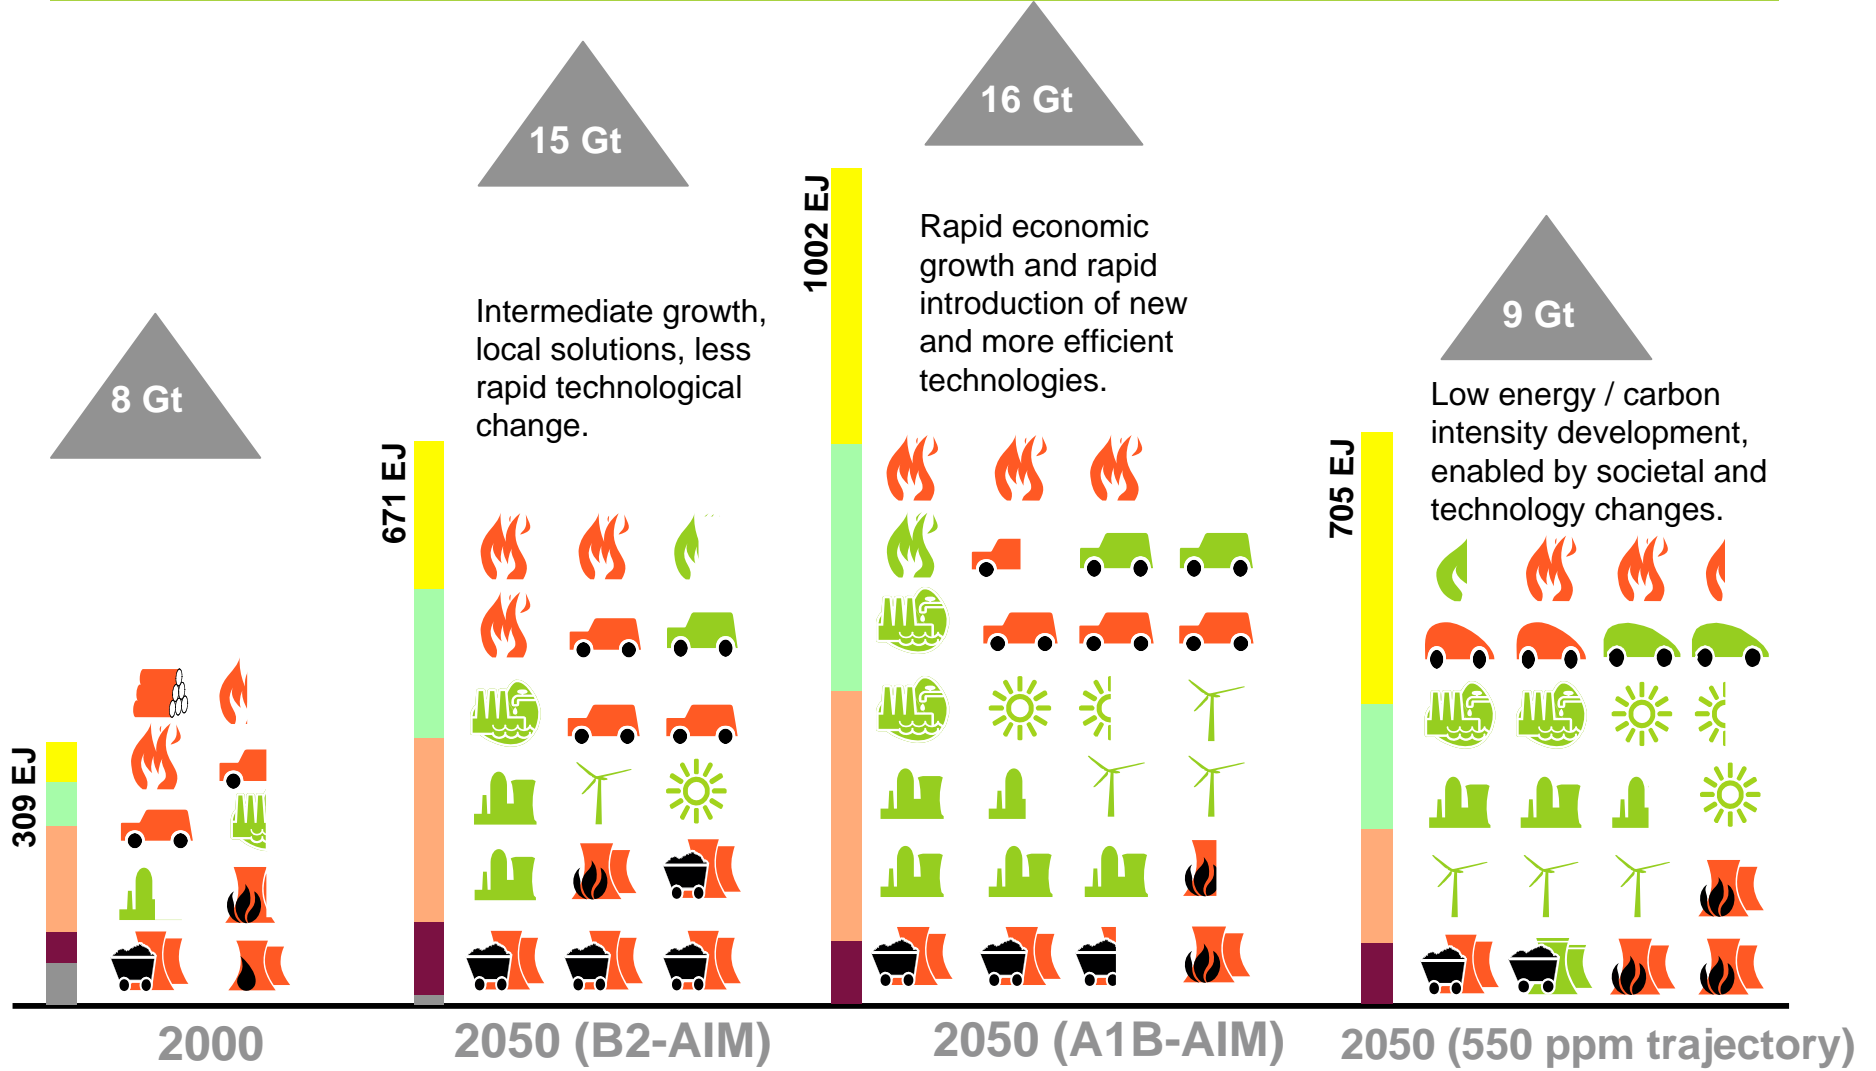 8 Gt
309 EJ
2000
15 Gt
Intermediate growth,
local solutions, less
rapid technological
change.
671 EJ
2050 (B2-AIM)
16 Gt
1002 EJ
Rapid economic
growth and rapid
introduction of new
and more efficient
technologies.
2050 (A1B-AIM)
9 Gt
Low energy / carbon
intensity development,
enabled by societal and
technology changes.
705 EJ
2050 (550 ppm trajectory)